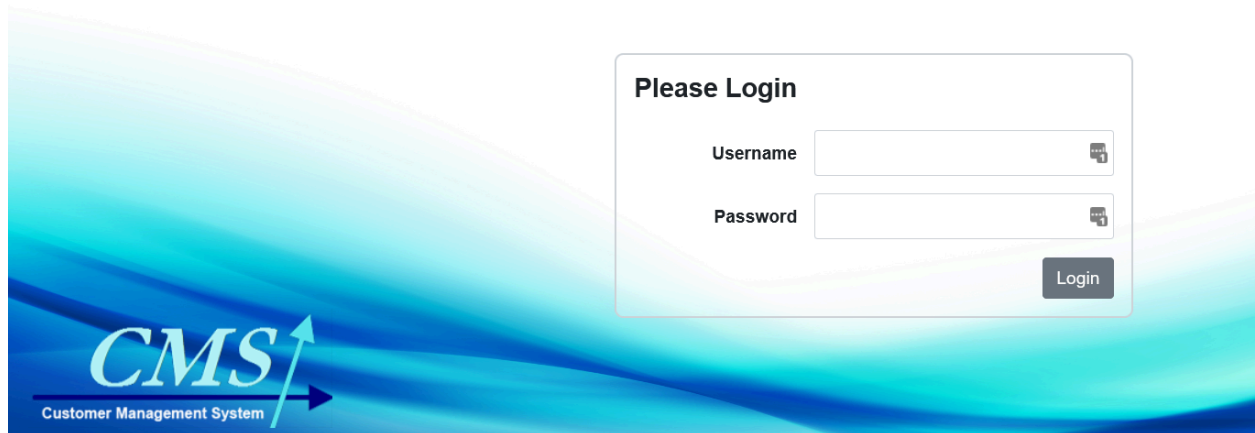 Please Login
Username
Password
Login
CMS
Customer Management System